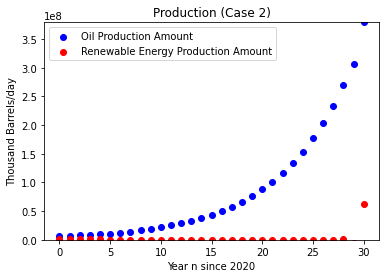 Production (Case 2)
1e8
Oil Production Amount
Renewable Energy Production Amount
Thousand Barrels/day
3.5
3.0
2.5
2.0
1.5
1.0
0.5
0.0
0 5 10 15 20 25 30
Year n since 2020